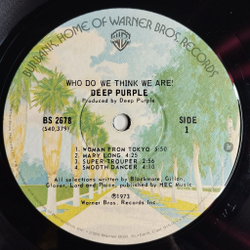 BURBANK, HOME OF WARNER BROS. RECORDS
WHO DO WE THINK WE ARE!
DEEP PURPLE
Produced by Deep Purple
BS 2678
(S40,379)
SIDE
1
1. WOMAN FROM TOKYO 5:50
2. MARY LONG 4:25
3. SUPER TROUPER 2:56
4. SMOOTH DANCER 4:10
All selections written by Blackmore, Gillan,
Glover, Lord and Paice, published by HEC Music
℗1973
Warner Bros. Records Inc.